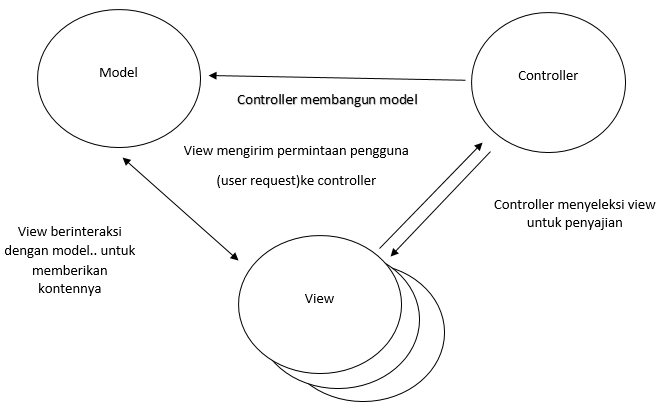 Model
Controller
Controller membangun model
View mengirim permintaan pengguna
(user request)ke controller
Controller menyeleksi view
untuk penyajian
View berinteraksi
dengan model.. untuk
memberikan
kontennya
View